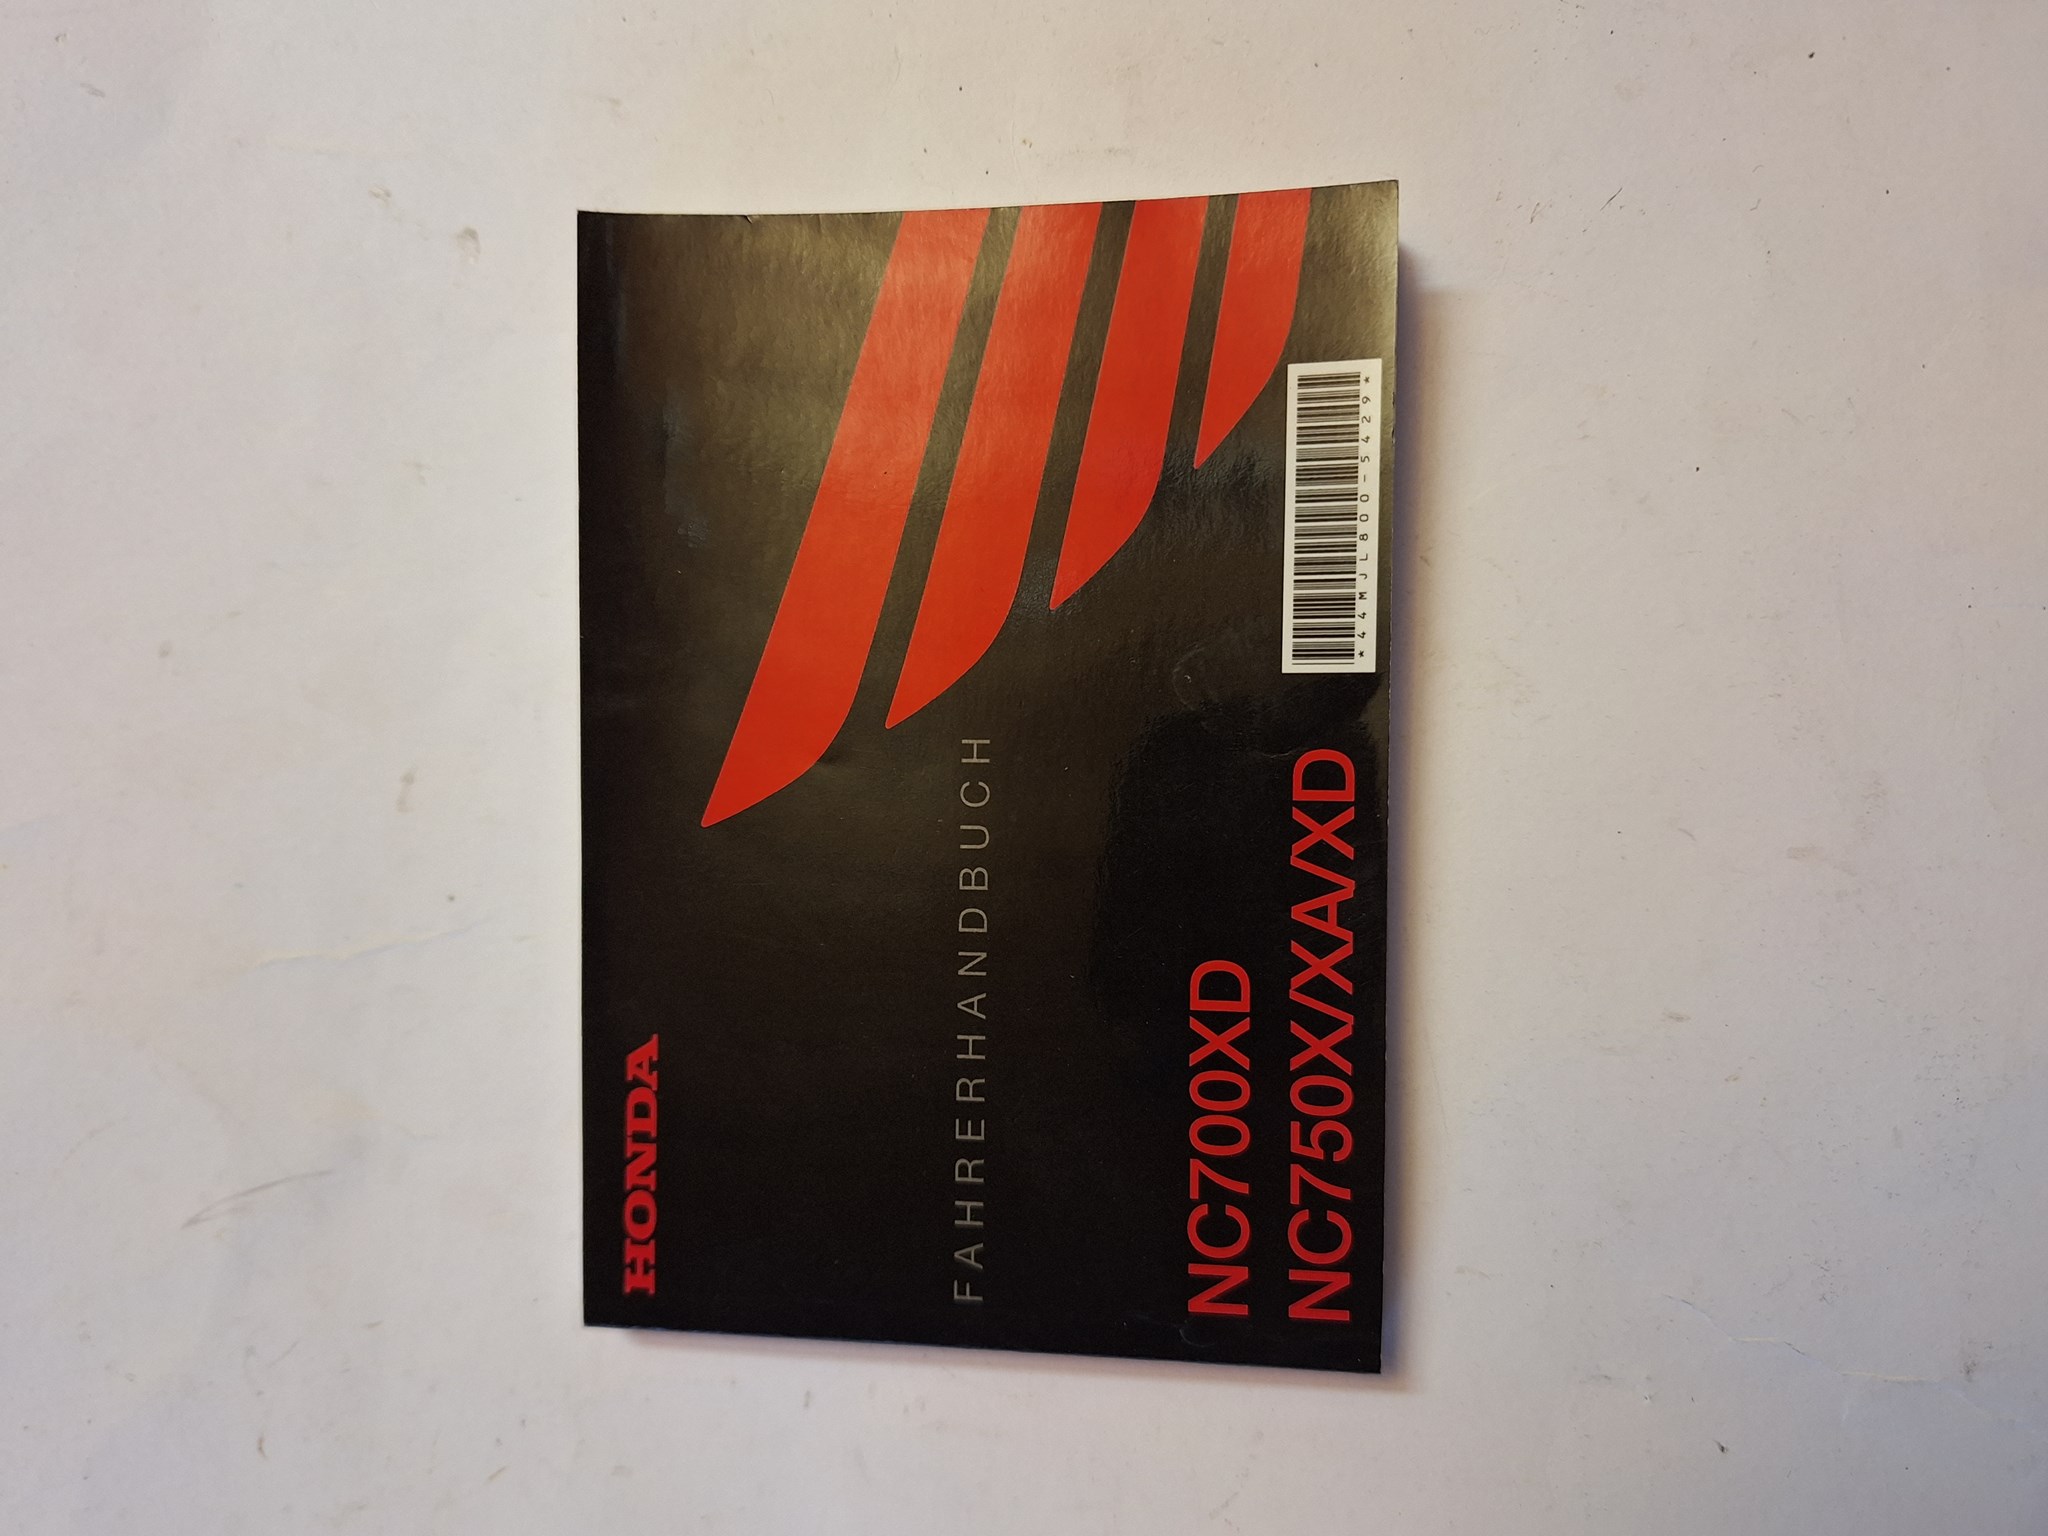 HONDA
FAHRERHANDBUCH
NC700XD
NC750X/XA/XD
*44MJL800-5429*